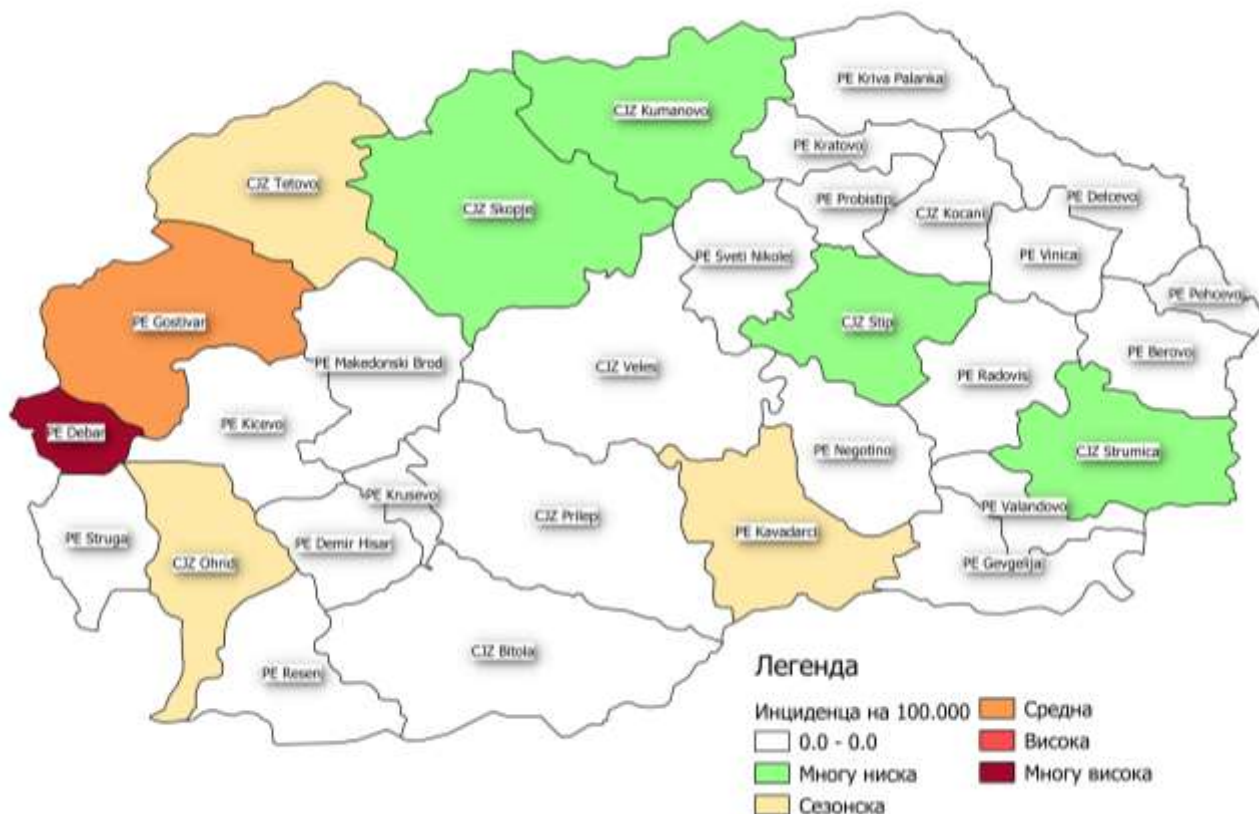 PE Kriva Palanka
CJZ Kumanovo
PE Kratovo
CJZ Tetovo
PE Probistip
PE Delcevo
CJZ Skopje
CJZ Kocani
PE Sveti Nikole
PE Vinica
PE Pehcevo
PE Gostivar
CJZ Stip
PE Makedonski Brod
CJZ Veles
PE Radovis
PE Berovo
PE Debar
PE Kicevo
PE Negotino
CJZ Strumica
PE Krusevo
PE Valandovo
PE Struga
PE Demir Hisar
CJZ Prilep
PE Kavadarci
CJZ Ohrid
PE Gevgelija
CJZ Bitola
PE Resen
Легенда
Инциденца на 100.000
0.0 - 0.0
Многу ниска
Сезонска
Средна
Висока
Многу висока